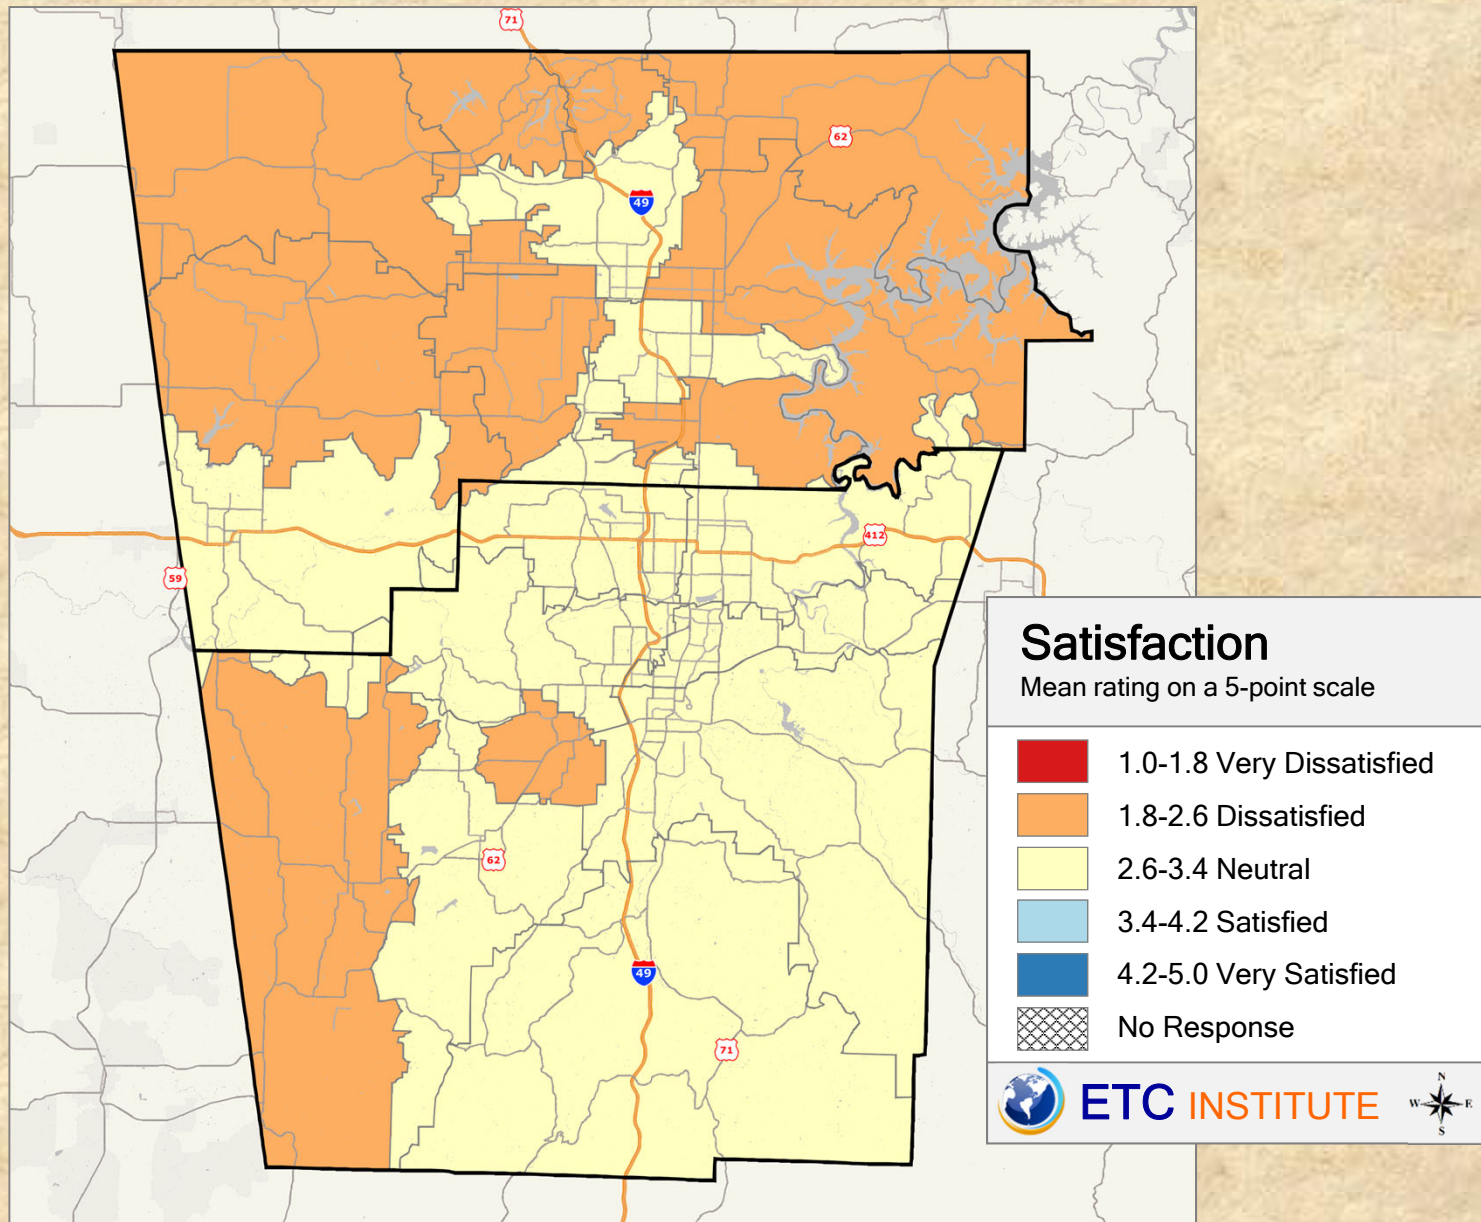 71
62
49
412
59
62
49
71
Satisfaction
Mean rating on a 5-point scale
1.0-1.8 Very Dissatisfied
1.8-2.6 Dissatisfied
2.6-3.4 Neutral
3.4-4.2 Satisfied
4.2-5.0 Very Satisfied
No Response
ETC INSTITUTE
N
W E
S